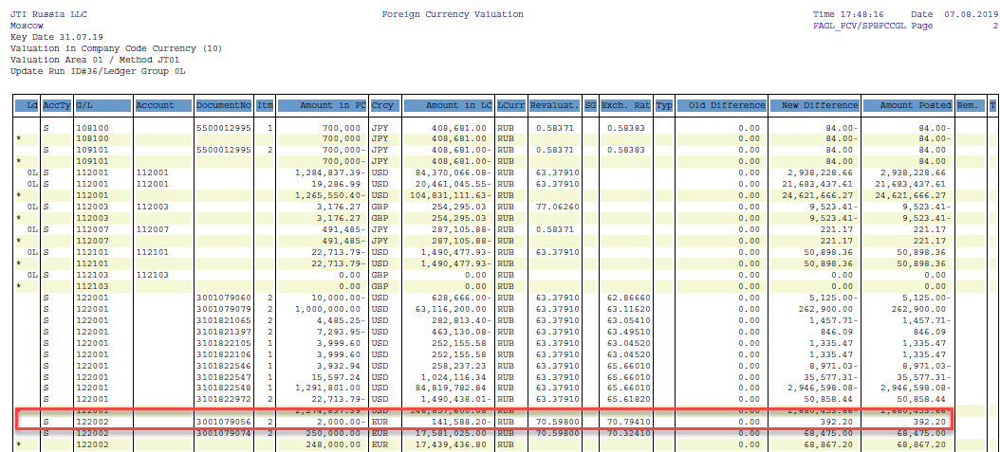 JTI Russia LLC Foreign Currency Valuation Time 17:48:16 Date 07.08.2019
Moscow FAGL_FCV/SPBFCCGL Page 2
Key Date 31.07.19
Valuation in Company Code Currency (10)
Valuation Area 01 / Method JT01
Update Run ID#36/Ledger Group 0L
Ld AccTy G/L Account DocumentNo Itm Amount in FC Crcy Amount in LC LCurr Revaluat. SG Exch. Rat Typ Old Difference New Difference Amount Posted Rem. T
S 108100 5500012995 1 700,000 JPY 408,681.00 RUB 0.58371 0.58383 0.00 84.00- 84.00-
* 108100 700,000 JPY 408,681.00 RUB 0.00 84.00- 84.00-
S 109101 5500012995 2 700,000- JPY 408,681.00- RUB 0.58371 0.58383 0.00 84.00 84.00
* 109101 700,000- JPY 408,681.00- RUB 0.00 84.00 84.00
0L S 112001 112001 1,284,837.39- USD 84,370,066.08- RUB 63.37910 0.00 2,938,228.66 2,938,228.66
0L S 112001 112001 19,286.99 USD 20,461,045.55- RUB 63.37910 0.00 21,683,437.61 21,683,437.61
* 112001 1,265,550.40- USD 104,831,111.63- RUB 0.00 24,621,666.27 24,621,666.27
0L S 112003 112003 3,176.27 GBP 254,295.03 RUB 77.06260 0.00 9,523.41- 9,523.41-
* 112003 3,176.27 GBP 254,295.03 RUB 0.00 9,523.41- 9,523.41-
0L S 112007 112007 491,485- JPY 287,105.88- RUB 0.58371 0.00 221.17 221.17
* 112007 491,485- JPY 287,105.88- RUB 0.00 221.17 221.17
0L S 112101 112101 22,713.79- USD 1,490,477.93- RUB 63.37910 0.00 50,898.36 50,898.36
* 112101 22,713.79- USD 1,490,477.93- RUB 0.00 50,898.36 50,898.36
0L S 112103 112103 0.00 GBP 0.00 RUB 0.00 0.00 0.00
* 112103 0.00 GBP 0.00 RUB 0.00 0.00 0.00
S 122001 3001079060 2 10,000.00- USD 628,666.00- RUB 63.37910 62.86660 0.00 5,125.00- 5,125.00-
S 122001 3001079079 2 1,000,000.00 USD 63,116,200.00 RUB 63.37910 63.11620 0.00 262,900.00 262,900.00
S 122001 3101821065 2 4,485.25- USD 282,813.40- RUB 63.37910 63.05410 0.00 1,457.71- 1,457.71-
S 122001 3101821397 2 7,293.95- USD 463,130.08- RUB 63.37910 63.49510 0.00 846.09 846.09
S 122001 3101822105 1 3,999.60 USD 252,155.58 RUB 63.37910 63.04520 0.00 1,335.47 1,335.47
S 122001 3101822106 1 3,999.60 USD 252,155.58 RUB 63.37910 63.04520 0.00 1,335.47 1,335.47
S 122001 3101822546 1 3,932.94 USD 258,237.23 RUB 63.37910 65.66010 0.00 8,971.03- 8,971.03-
S 122001 3101822547 1 15,597.24 USD 1,024,116.34 RUB 63.37910 65.66010 0.00 35,577.31- 35,577.31-
S 122001 3101822548 1 1,291,801.00 USD 84,819,782.84 RUB 63.37910 65.66010 0.00 2,946,598.08- 2,946,598.08-
S 122001 3101822972 2 22,713.79- USD 1,490,438.01- RUB 63.37910 65.61820 0.00 50,858.44 50,858.44
122001 2,274,837.39 USD RUB 0.00
S 122002 3001079056 2 2,000.00- EUR 141,588.20- RUB 70.59800 70.79410 0.00 392.20 392.20
S 122002 3001079074 2 250,000.00 EUR 17,581,025.00 RUB 70.59800 70.32410 0.00 68,475.00 68,475.00
* 122002 248,000.00 EUR 17,439,436.80 RUB 0.00 68,867.20 68,867.20